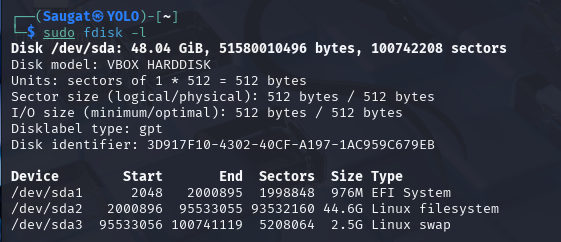 ┌──(Saugat㉿YOLO)-[~]
└─$ sudo fdisk -l
Disk /dev/sda: 48.04 GiB, 51580010496 bytes, 100742208 sectors
Disk model: VBOX HARDDISK
Units: sectors of 1 * 512 = 512 bytes
Sector size (logical/physical): 512 bytes / 512 bytes
I/O size (minimum/optimal): 512 bytes / 512 bytes
Disklabel type: gpt
Disk identifier: 3D917F10-4302-40CF-A197-1AC959C679EB

Device Start End Sectors Size Type
/dev/sda1 2048 2000895 1998848 976M EFI System
/dev/sda2 2000896 95533055 93532160 44.6G Linux filesystem
/dev/sda3 95533056 100741119 5208064 2.5G Linux swap